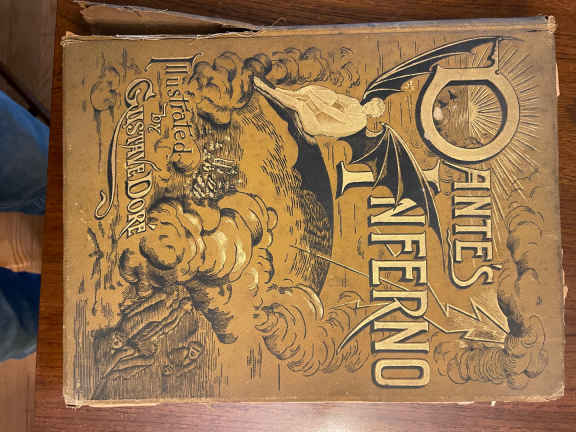 DANTE'S
INFERNO
Illustrated
by
GUSTAVE DORÉ